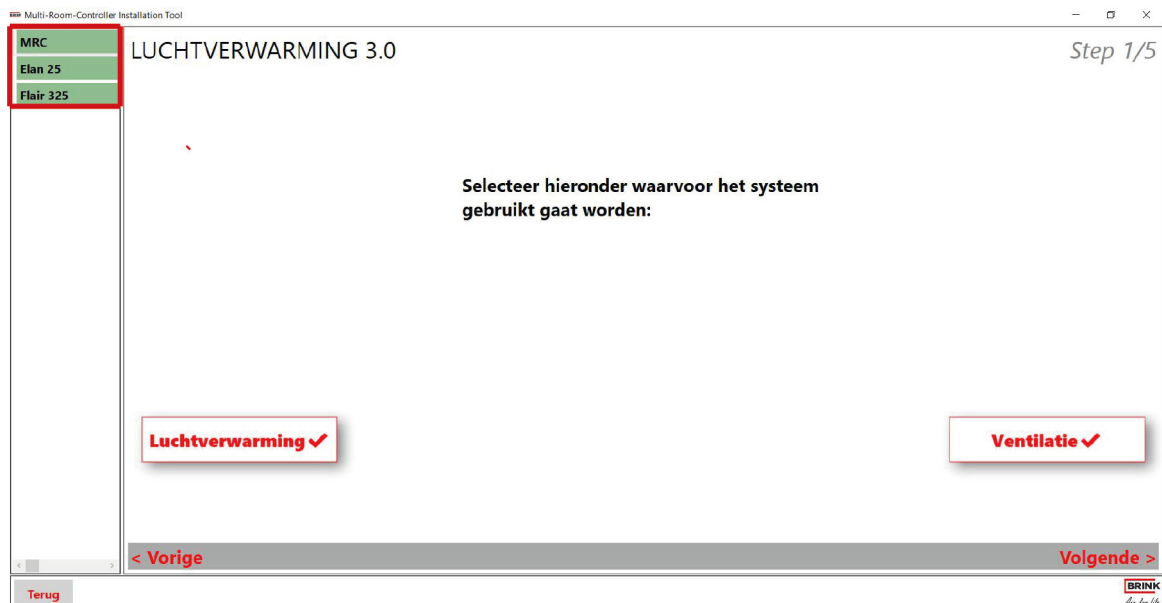 Multi-Room-Controller Installation Tool
MRC
Elan 25
Flair 325
LUCHTVERWARMING 3.0
Step 1/5
Selecteer hieronder waarvoor het systeem
gebruikt gaat worden:
Luchtverwarming
Ventilatie
< Vorige
Volgende >
Terug
BRINK